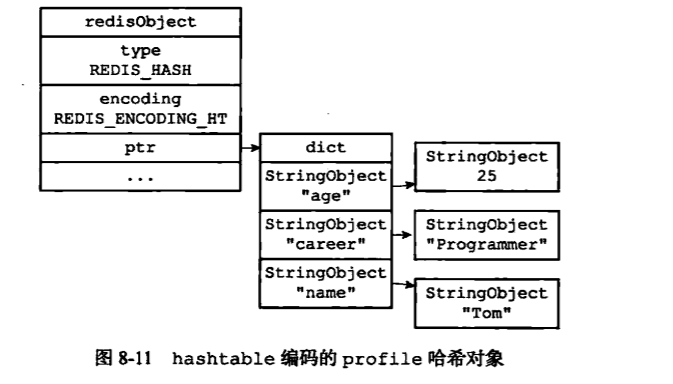 redisObject
type
REDIS_HASH
encoding
REDIS_ENCODING_HT
ptr
...
dict
StringObject
"age"
StringObject
"career"
StringObject
"name"
StringObject
25
StringObject
"Programmer"
StringObject
"Tom"
图 8-11 hashtable 编码的 profile 哈希对象